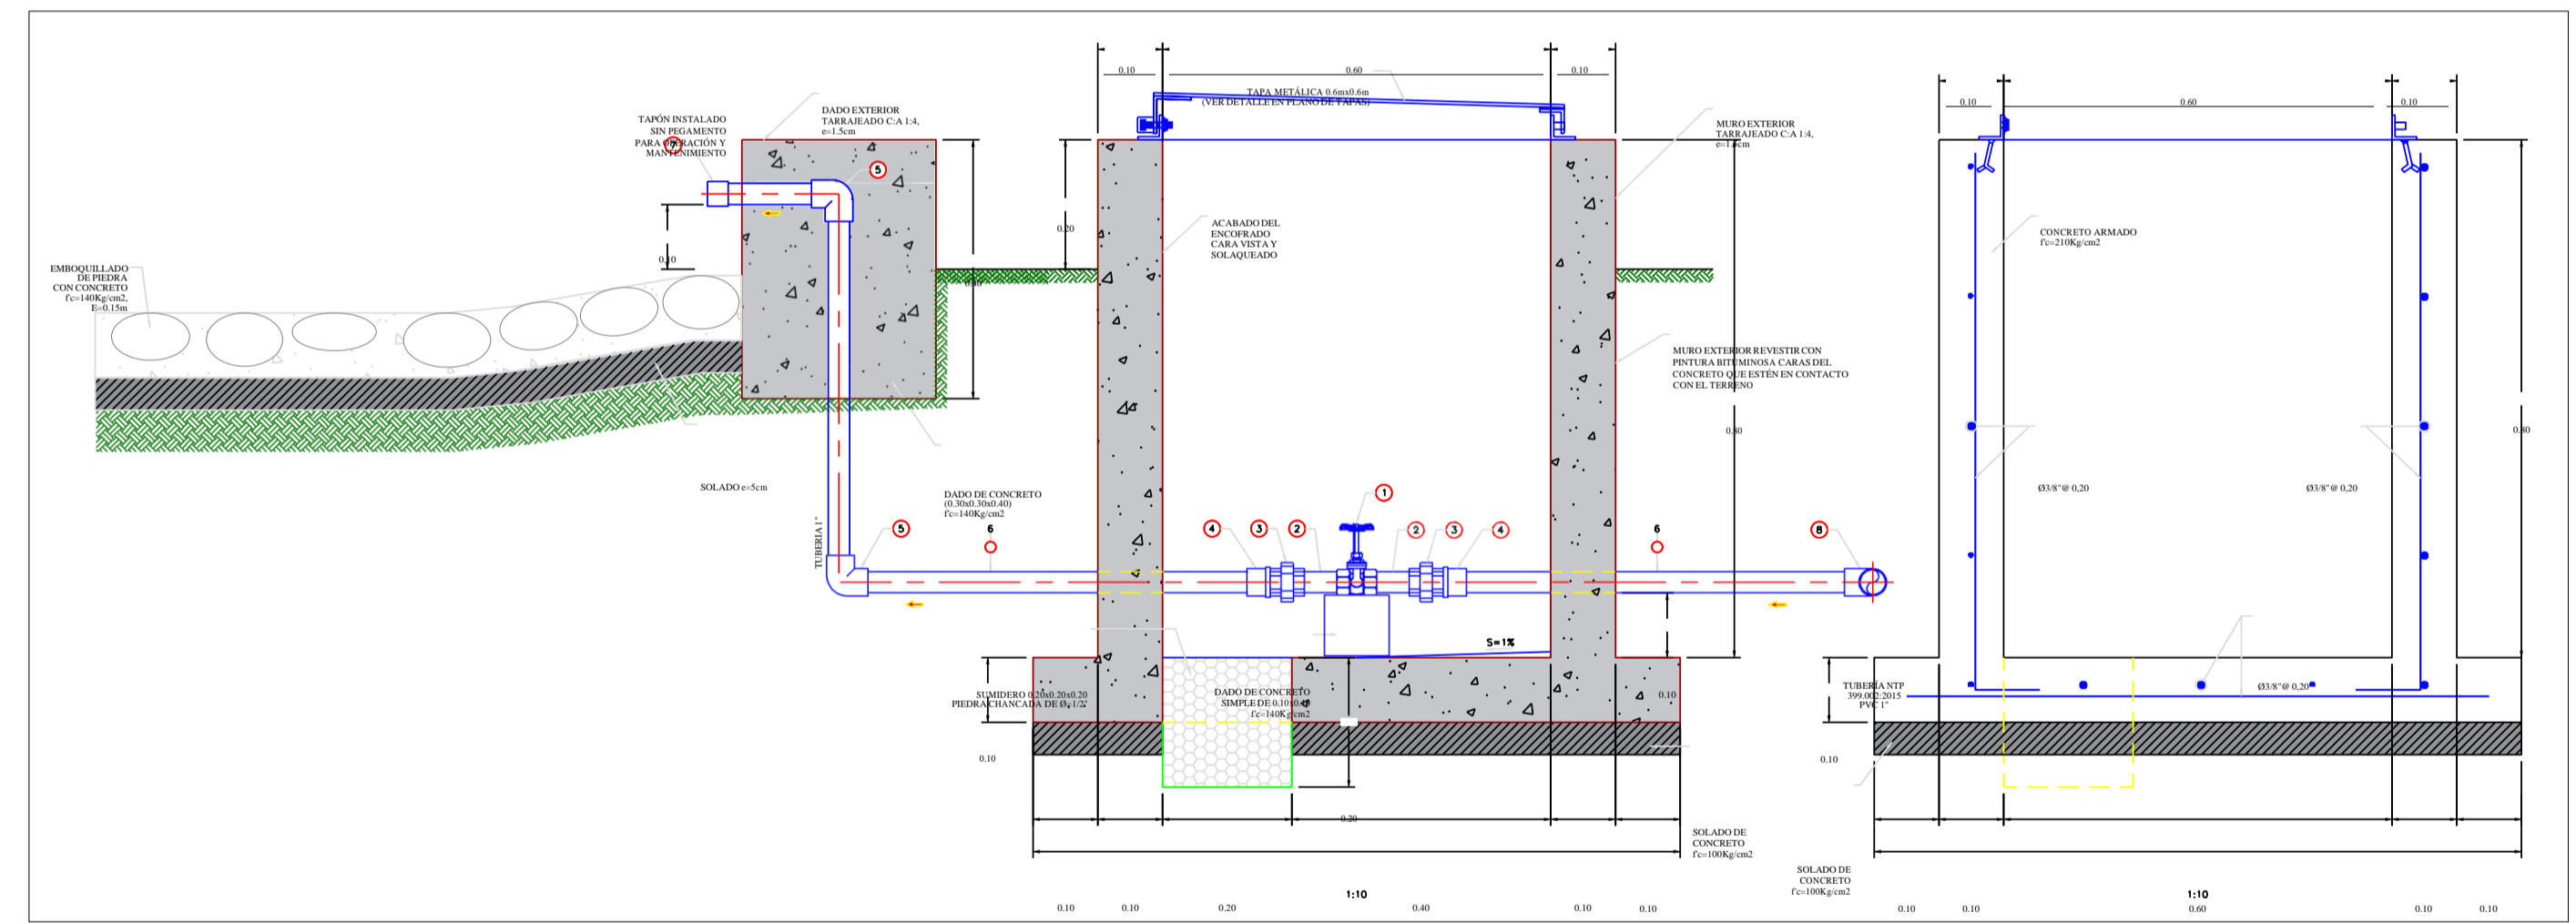 0.10
0.60
0.10
TAPA METÁLICA 0.6mx0.6m
(VER DETALLE EN PLANO DE TAPAS)
DADO EXTERIOR
TARRAJEADO C:A 1:4,
e=1.5cm
TAPÓN INSTALADO
SIN PEGAMENTO
PARA OPERACIÓN Y
MANTENIMIENTO
7
5
MURO EXTERIOR
TARRAJEADO C:A 1:4,
e=1.5cm
0.10
0.60
0.10
0.20
ACABADO DEL
ENCOFRADO
CARA VISTA Y
SOLAQUEADO
CONCRETO ARMADO
f'c=210Kg/cm2
EMBOQUILLADO
DE PIEDRA
CON CONCRETO
f'c=140Kg/cm2,
E=0.15m
0.10
0.40
MURO EXTERIOR REVESTIR CON
PINTURA BITUMINOSA CARAS DEL
CONCRETO QUE ESTÉN EN CONTACTO
CON EL TERRENO
0.80
0.80
SOLADO e=5cm
DADO DE CONCRETO
(0.30x0.30x0.40)
f'c=140Kg/cm2
Ø3/8"@ 0,20
Ø3/8"@ 0,20
TUBERIA 1"
5
6
4
3
2
1
2
3
4
6
8
S=1%
SUMIDERO 0.20x0.20x0.20
PIEDRA CHANCADA DE Ø=1/2"
DADO DE CONCRETO
SIMPLE DE 0.10x0.10
f'c=140Kg/cm2
0.10
TUBERÍA NTP
399.002:2015
PVC 1"
Ø3/8"@ 0,20
0.10
0.10
0.20
SOLADO DE
CONCRETO
f'c=100Kg/cm2
SOLADO DE
CONCRETO
f'c=100Kg/cm2
1:10
1:10
0.10
0.10
0.20
0.40
0.10
0.10
0.10
0.10
0.60
0.10
0.10